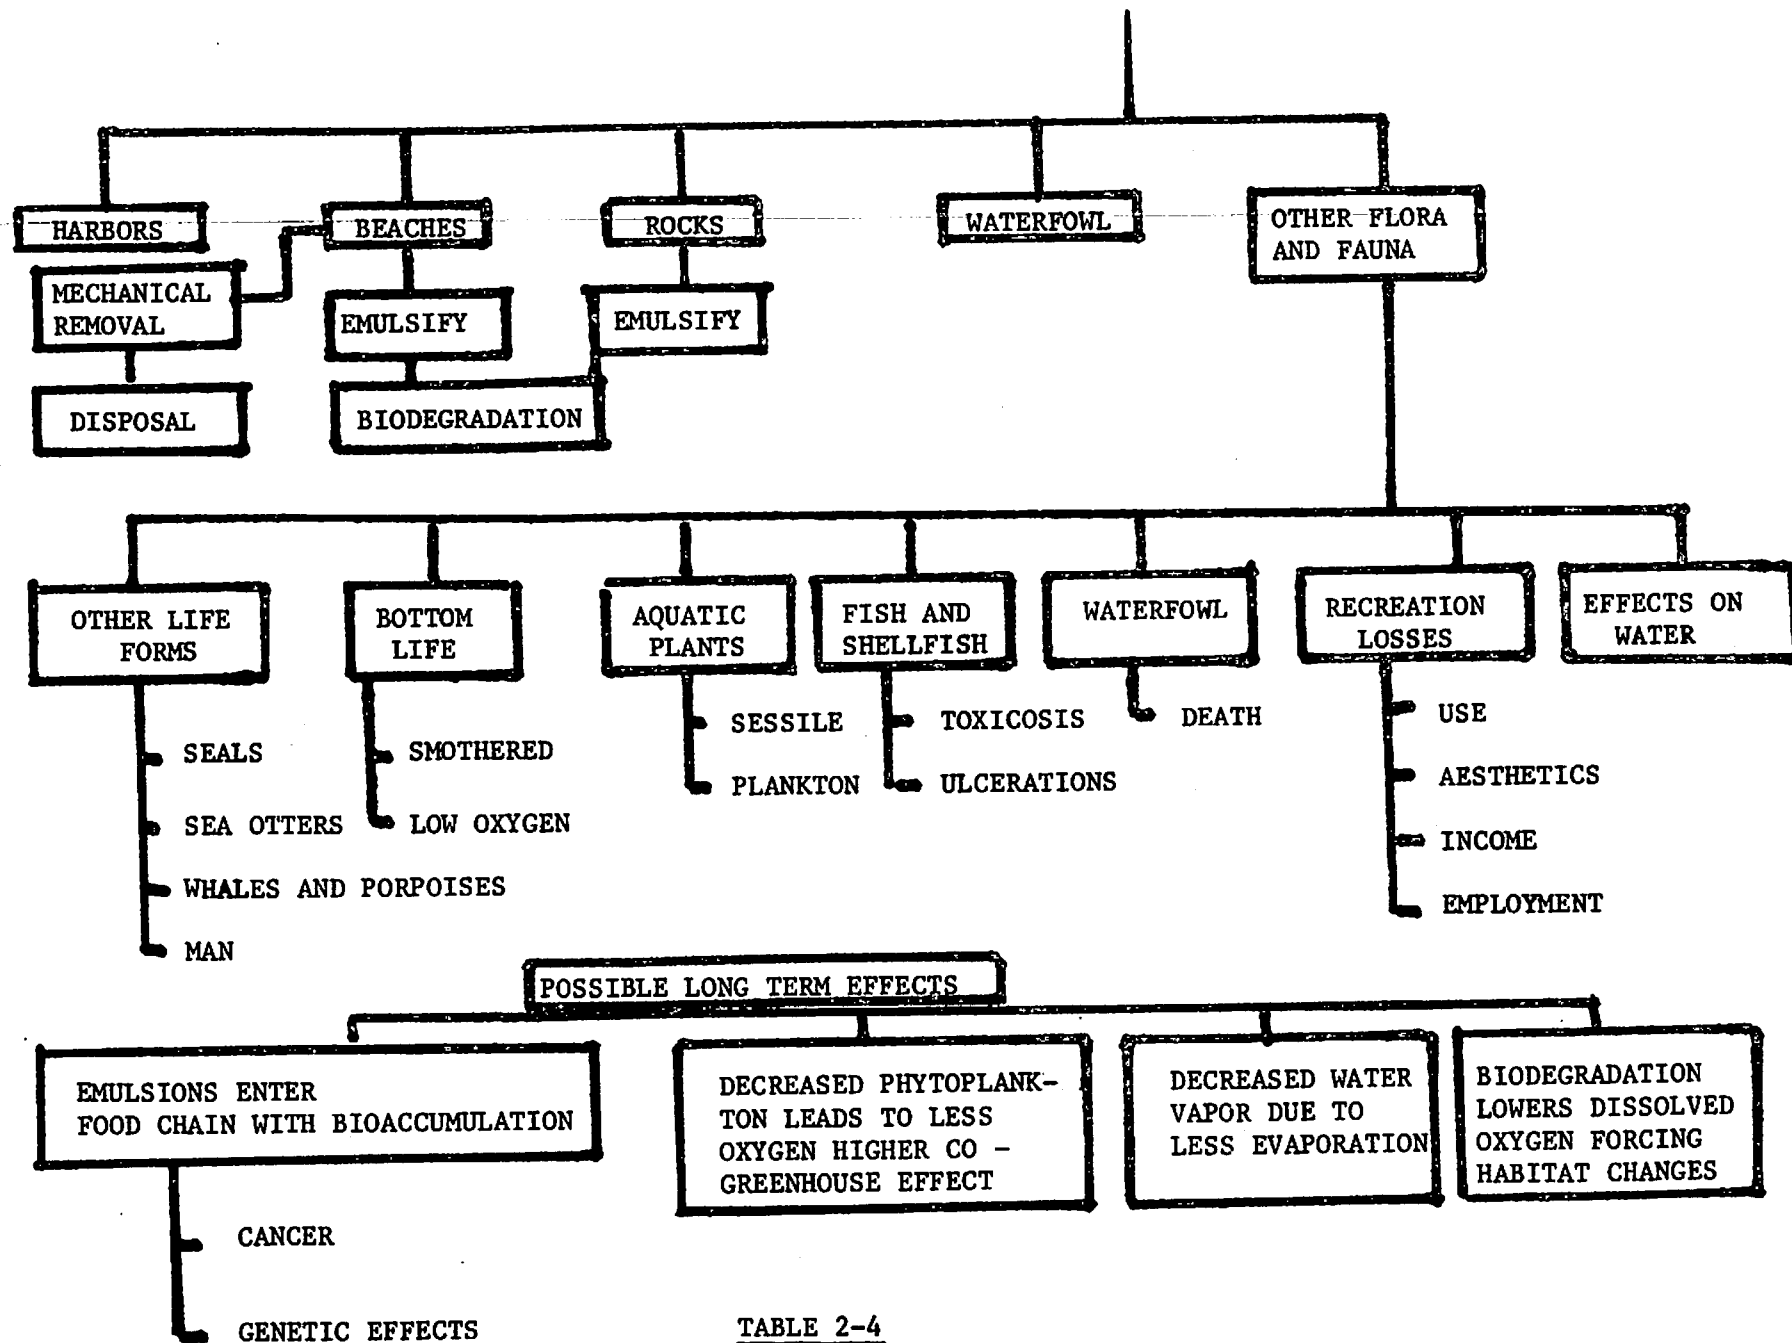 HARBORS
BEACHES
ROCKS
WATERFOWL
OTHER FLORA
AND FAUNA
MECHANICAL
REMOVAL
EMULSIFY
EMULSIFY
DISPOSAL
BIODEGRADATION
OTHER LIFE
FORMS
BOTTOM
LIFE
AQUATIC
PLANTS
FISH AND
SHELLFISH
WATERFOWL
RECREATION
LOSSES
EFFECTS ON
WATER
SEALS
SEA OTTERS
WHALES AND PORPOISES
MAN
SMOTHERED
LOW OXYGEN
SESSILE
PLANKTON
TOXICOSIS
ULCERATIONS
DEATH
USE
AESTHETICS
INCOME
EMPLOYMENT
POSSIBLE LONG TERM EFFECTS
EMULSIONS ENTER
FOOD CHAIN WITH BIOACCUMULATION
DECREASED PHYTOPLANK-
TON LEADS TO LESS
OXYGEN HIGHER CO -
GREENHOUSE EFFECT
DECREASED WATER
VAPOR DUE TO
LESS EVAPORATION
BIODEGRADATION
LOWERS DISSOLVED
OXYGEN FORCING
HABITAT CHANGES
CANCER
GENETIC EFFECTS
TABLE 2-4